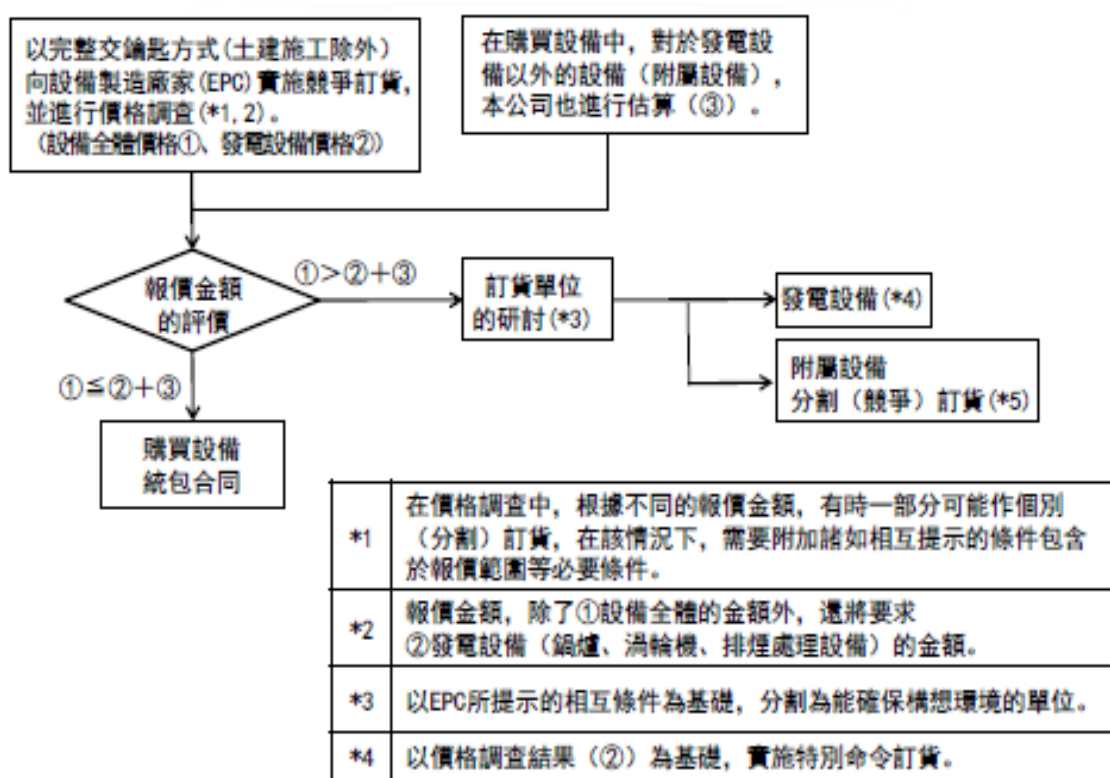 以完整交鑰匙方式(土建施工除外)
向設備製造廠家(EPC)實施競爭訂貨,
並進行價格調查(*1,2)。
(設備全體價格①、發電設備價格②)
在購買設備中，對於發電設
備以外的設備（附屬設備），
本公司也進行估算（③）。
報價金額
的評價
①>②+③
訂貨單位
的研討(*3)
發電設備(*4)
附屬設備
分割（競爭）訂貨(*5)
①≦②+③
購買設備
統包合同
*1
在價格調查中，根據不同的報價金額，有時一部分可能作個別
（分割）訂貨，在該情況下，需要附加諸如相互提示的條件包含
於報價範圍等必要條件。
*2
報價金額，除了①設備全體的金額外，還將要求
②發電設備（鍋爐、渦輪機、排煙處理設備）的金額。
*3
以EPC所提示的相互條件為基礎，分割為能確保構想環境的單位。
*4
以價格調查結果（②）為基礎，實施特別命令訂貨。